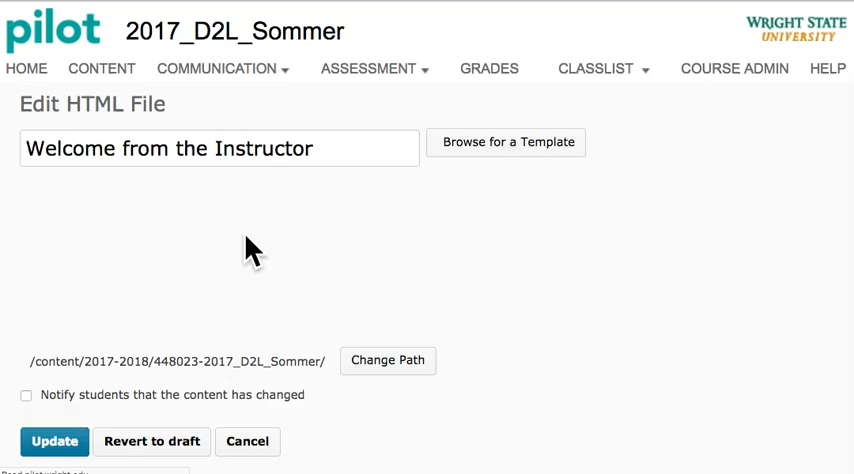 pilot 2017_D2L_Sommer WRIGHT STATE
UNIVERSITY
HOME CONTENT COMMUNICATION ASSESSMENT GRADES CLASSLIST COURSE ADMIN HELP
Edit HTML File
Welcome from the Instructor Browse for a Template
/content/2017-2018/448023-2017_D2L_Sommer/ Change Path
Notify students that the content has changed
Update Revert to draft Cancel